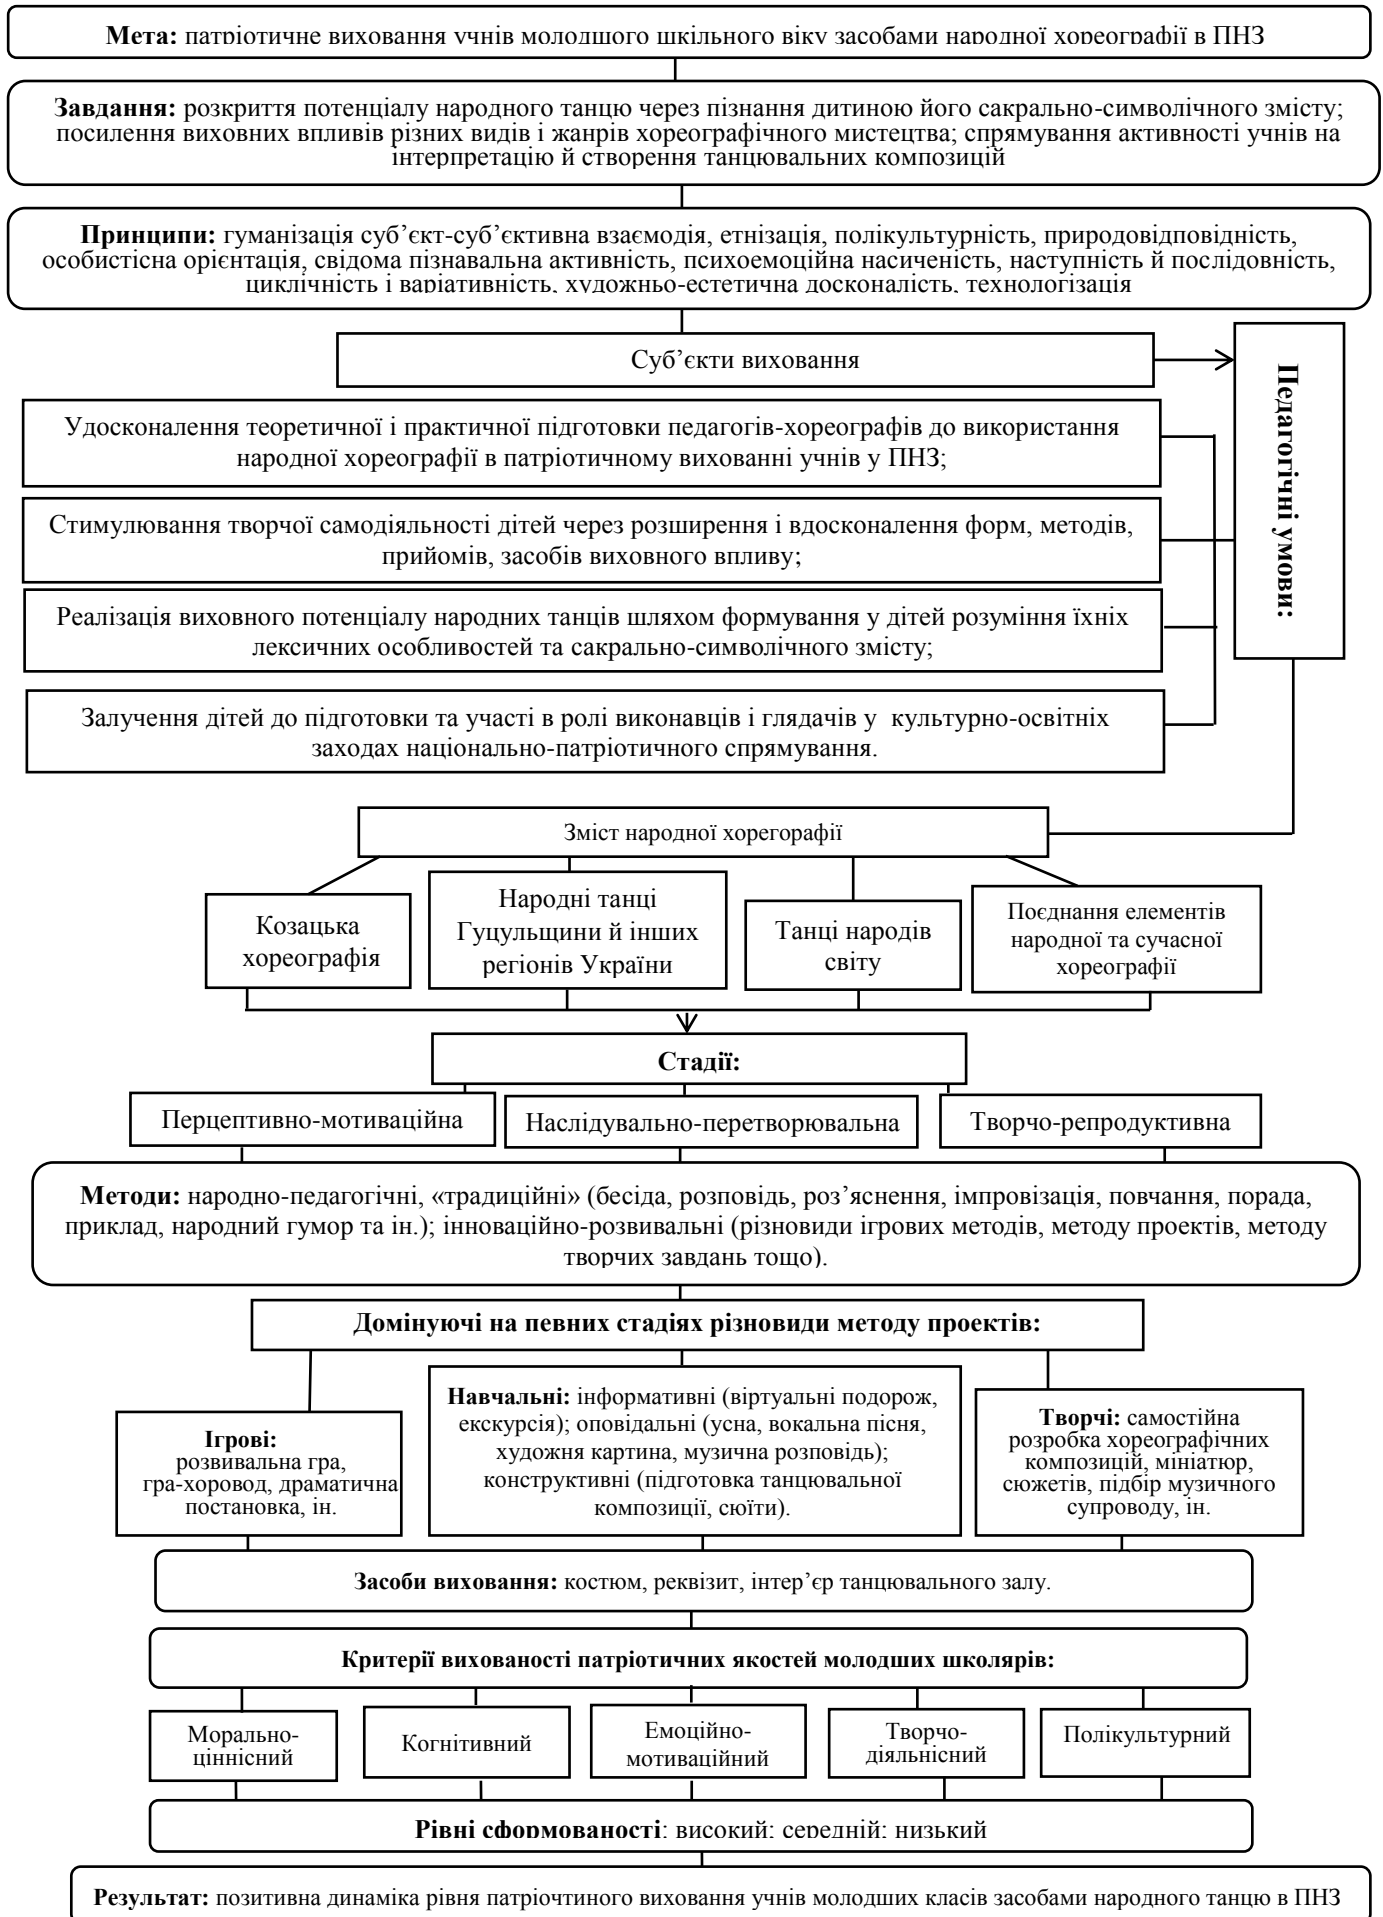 Мета: патріотичне виховання учнів молодшого шкільного віку засобами народної хореографії в ПНЗ
Завдання: розкриття потенціалу народного танцю через пізнання дитиною його сакрально-символічного змісту;
посилення виховних впливів різних видів і жанрів хореографічного мистецтва; спрямування активності учнів на
інтерпретацію й створення танцювальних композицій
Принципи: гуманізація суб’єкт-суб’єктивна взаємодія, етнізація, полікультурність, природовідповідність,
особистісна орієнтація, свідома пізнавальна активність, психоемоційна насиченість, наступність й послідовність,
циклічність і варіативність, художньо-естетична досконалість, технологізація
Суб’єкти виховання
Педагогічні умови:
Удосконалення теоретичної і практичної підготовки педагогів-хореографів до використання
народної хореографії в патріотичному вихованні учнів у ПНЗ;
Стимулювання творчої самодіяльності дітей через розширення і вдосконалення форм, методів,
прийомів, засобів виховного впливу;
Реалізація виховного потенціалу народних танців шляхом формування у дітей розуміння їхніх
лексичних особливостей та сакрально-символічного змісту;
Залучення дітей до підготовки та участі в ролі виконавців і глядачів у культурно-освітніх
заходах національно-патріотичного спрямування.
Зміст народної хорегорафії
Козацька
хореографія
Народні танці
Гуцульщини й інших
регіонів України
Танці народів
світу
Поєднання елементів
народної та сучасної
хореографії
Стадії:
Перцептивно-мотиваційна
Наслідувально-перетворювальна
Творчо-репродуктивна
Методи: народно-педагогічні, «традиційні» (бесіда, розповідь, роз’яснення, імпровізація, повчання, порада,
приклад, народний гумор та ін.); інноваційно-розвивальні (різновиди ігрових методів, методу проектів, методу
творчих завдань тощо).
Домінуючі на певних стадіях різновиди методу проектів:
Ігрові:
розвивальна гра,
гра-хоровод, драматична
постановка, ін.
Навчальні: інформативні (віртуальні подорож,
екскурсія); оповідальні (усна, вокальна пісня,
художня картина, музична розповідь);
конструктивні (підготовка танцювальної
композиції, сюїти).
Творчі: самостійна
розробка хореографічних
композицій, мініатюр,
сюжетів, підбір музичного
супроводу, ін.
Засоби виховання: костюм, реквізит, інтер’єр танцювального залу.
Критерії вихованості патріотичних якостей молодших школярів:
Морально-
ціннісний
Когнітивний
Емоційно-
мотиваційний
Творчо-
діяльнісний
Полікультурний
Рівні сформованості: високий; середній; низький
Результат: позитивна динаміка рівня патріочтиного виховання учнів молодших класів засобами народного танцю в ПНЗ